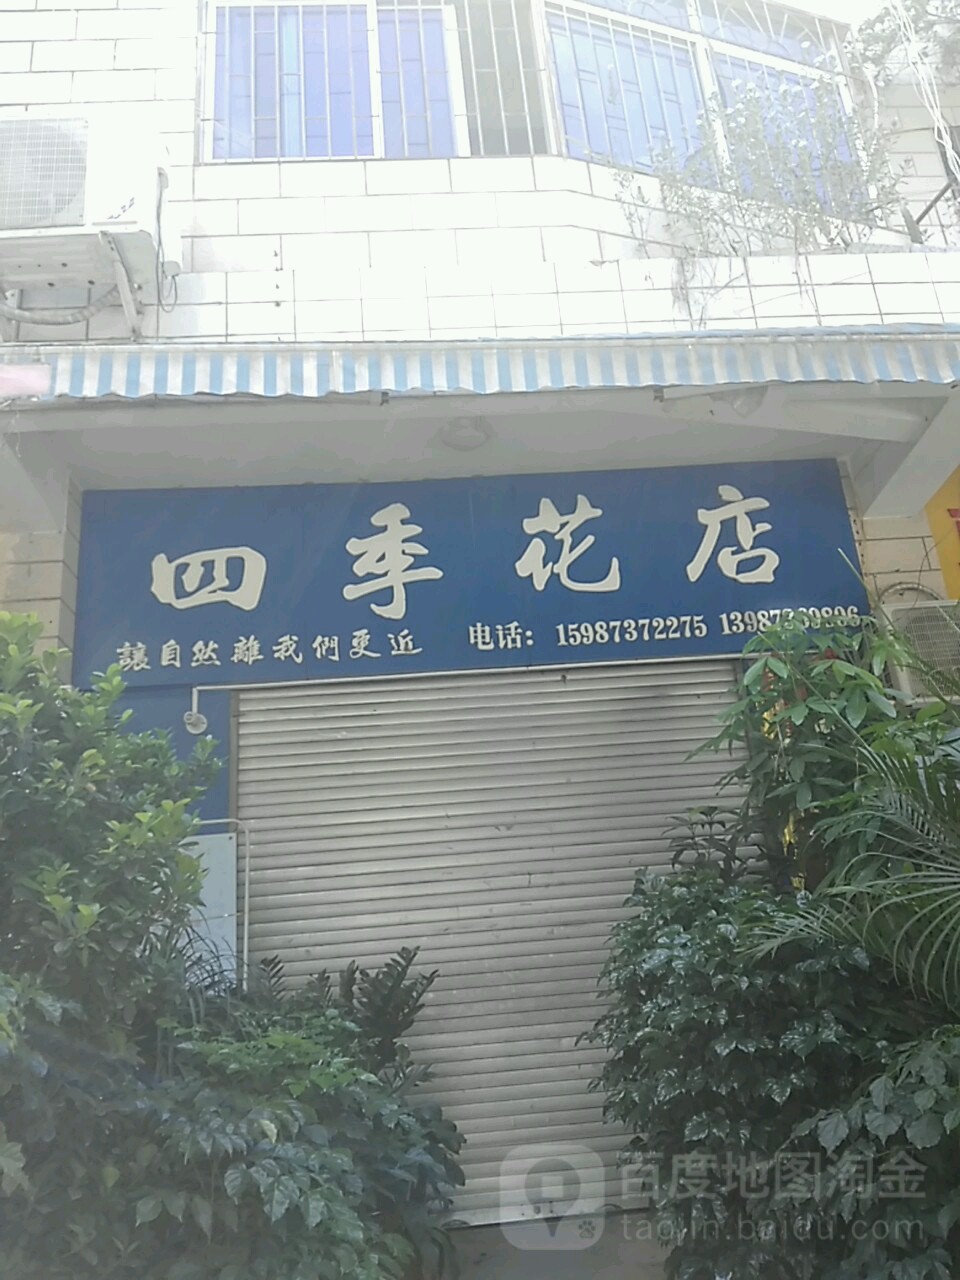 四季花店
讓自然離我們更近 电话：15987372275
百度地图淘金
taojin.baidu.com